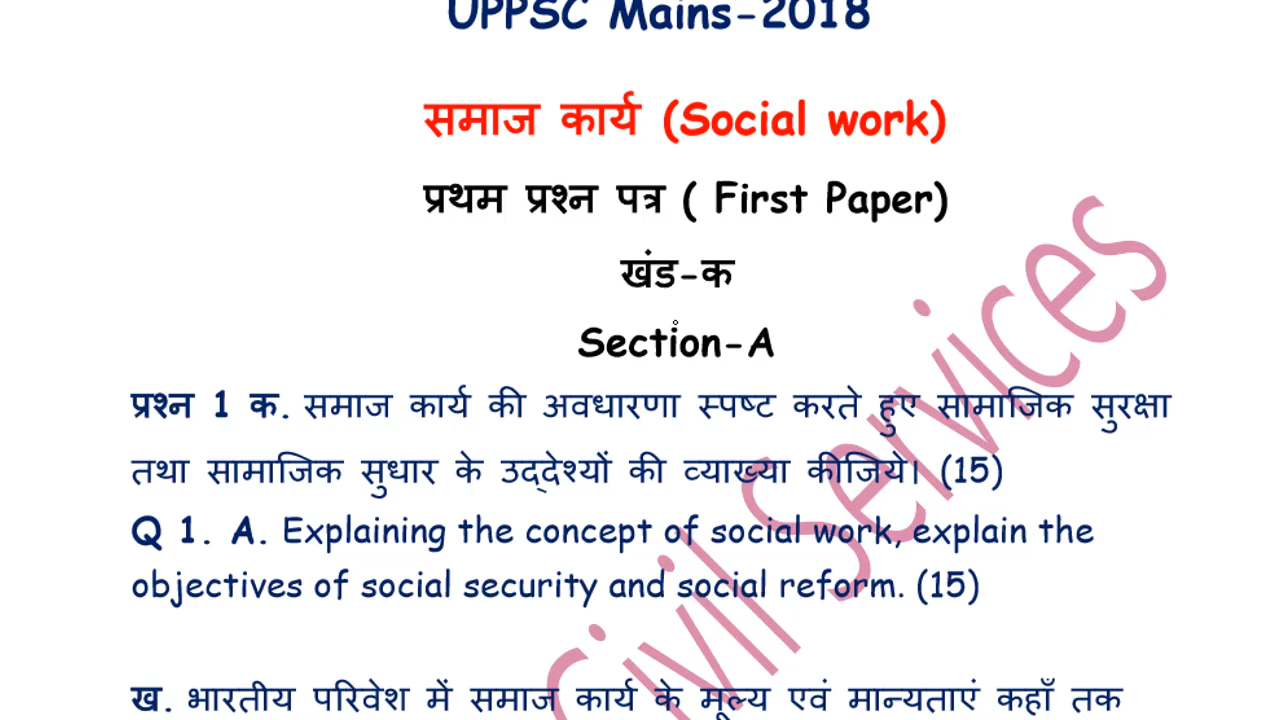 UPPSC Mains-2018
समाज कार्य (Social work)
प्रथम प्रश्न पत्र ( First Paper)
खंड-क
Section-A
प्रश्न 1 क. समाज कार्य की अवधारणा स्पष्ट करते हुए सामाजिक सुरक्षा
तथा सामाजिक सुधार के उद्देश्यों की व्याख्या कीजिये। (15)
Q 1. A. Explaining the concept of social work, explain the
objectives of social security and social reform. (15)
ख. भारतीय परिवेश में समाज कार्य के मूल्य एवं मान्यताएं कहाँ तक
Civil Services